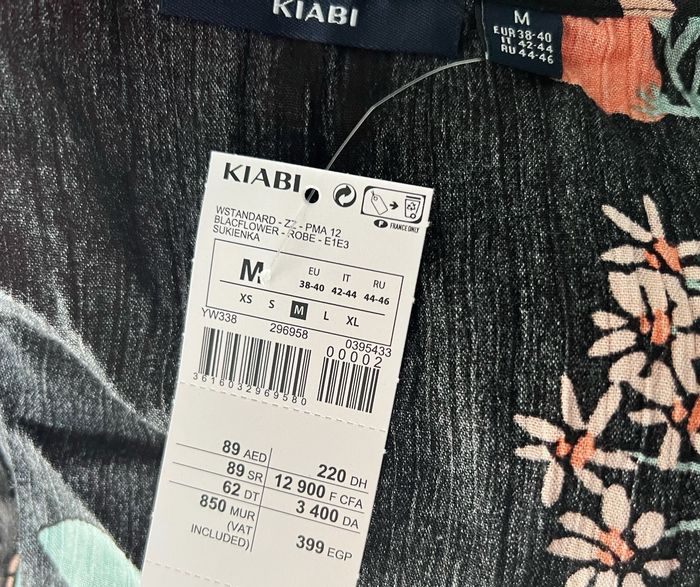 KIABI
M
EUR 38-40
IT 42-44
RU 44-46
KIABI
FRANCE ONLY
WSTANDARD - ZZ - PMA 12
BLACFLOWER - ROBE - E1E3
SUKIENKA
M EU IT RU
38-40 42-44 44-46
XS S M L XL
YW338 296958 0395433
00002
3616032969580
89 AED 220 DH
89 SR 12 900 F CFA
62 DT 3 400 DA
850 MUR 399 EGP
(VAT
INCLUDED)